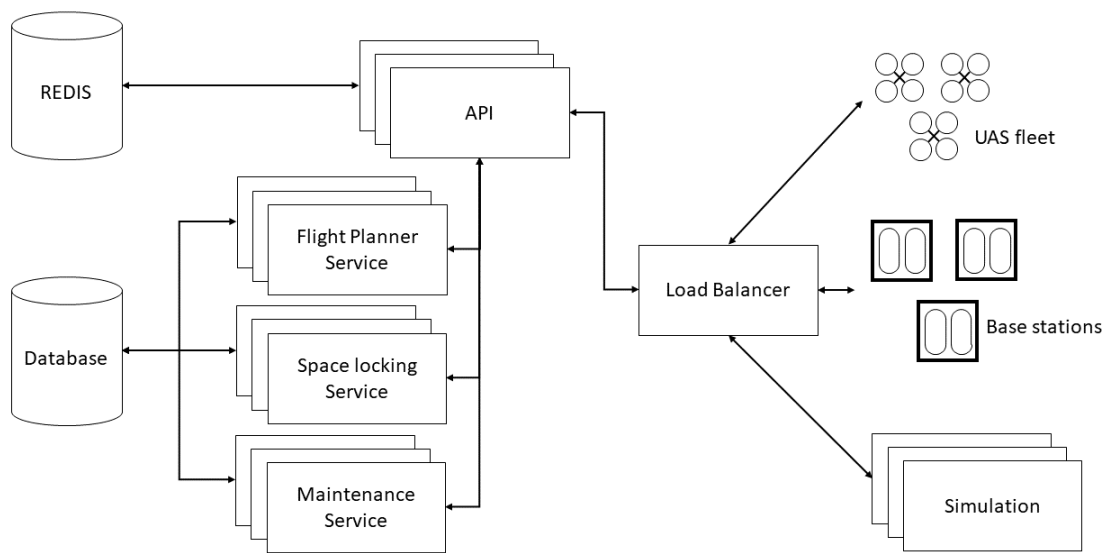 REDIS
API
UAS fleet
Flight Planner
Service
Load Balancer
Base stations
Database
Space locking
Service
Maintenance
Service
Simulation